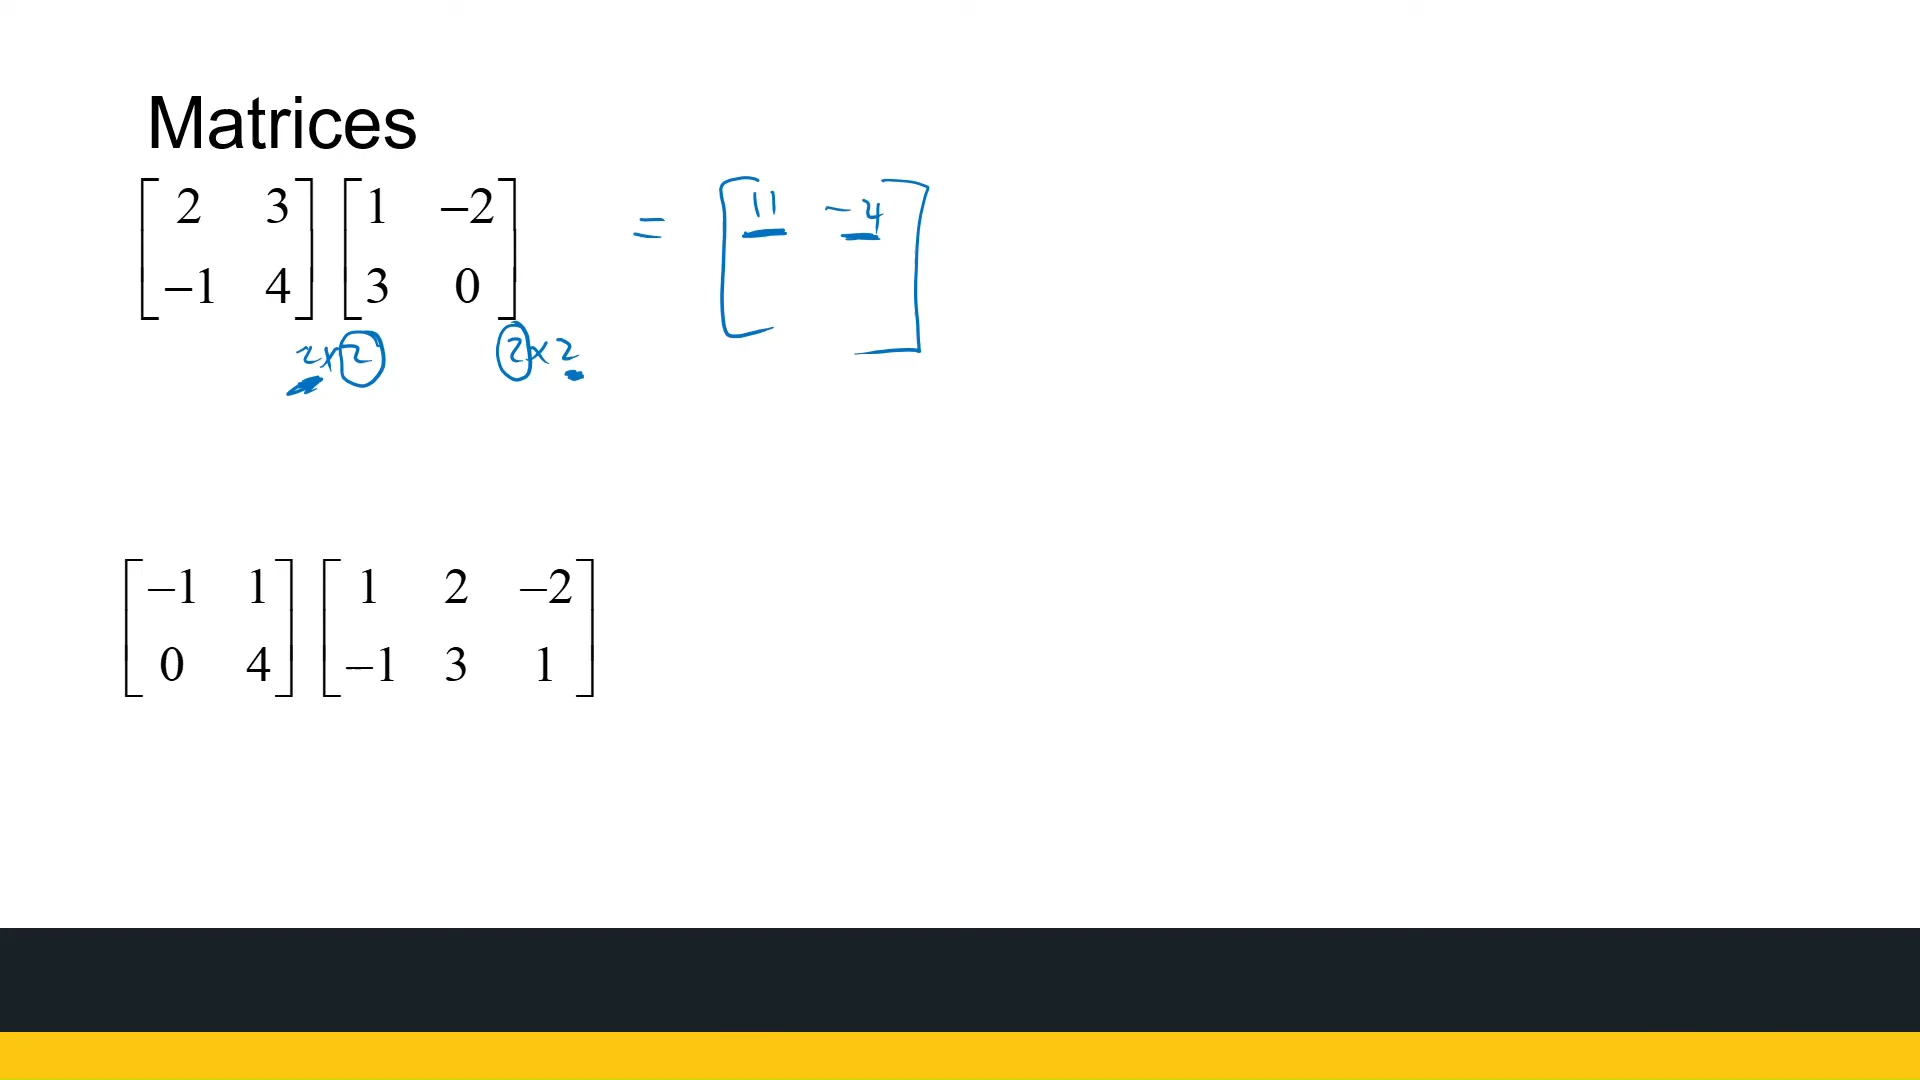 Matrices
[2 3] [1 −2] = [11 −4]
[−1 4] [3 0]
2x2 2x2
[−1 1] [1 2 −2]
[0 4] [−1 3 1]